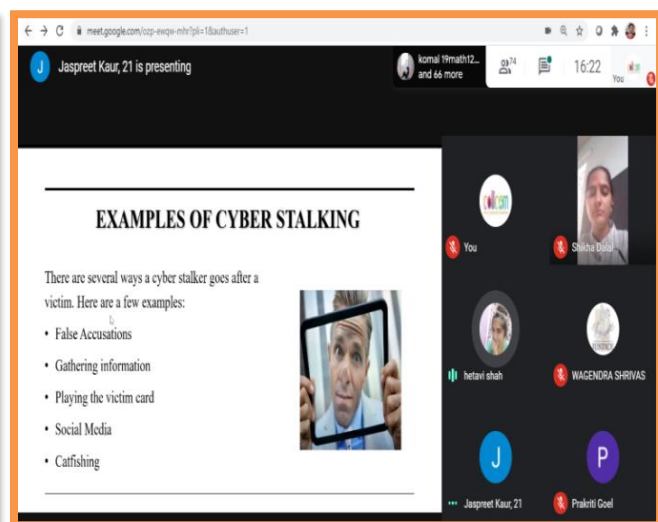 meet.google.com/ozp-ewqw-mhr?pli=1&authuser=1
J Jaspreet Kaur, 21 is presenting
komal 19math12...
and 66 more
74
16:22
You
EXAMPLES OF CYBER STALKING
There are several ways a cyber stalker goes after a
victim. Here are a few examples:
• False Accusations
• Gathering information
• Playing the victim card
• Social Media
• Catfishing
You
Shikha Dalal
hetavi shah
WAGENDRA SHRIVAS
J
Jaspreet Kaur, 21
P
Prakriti Goel